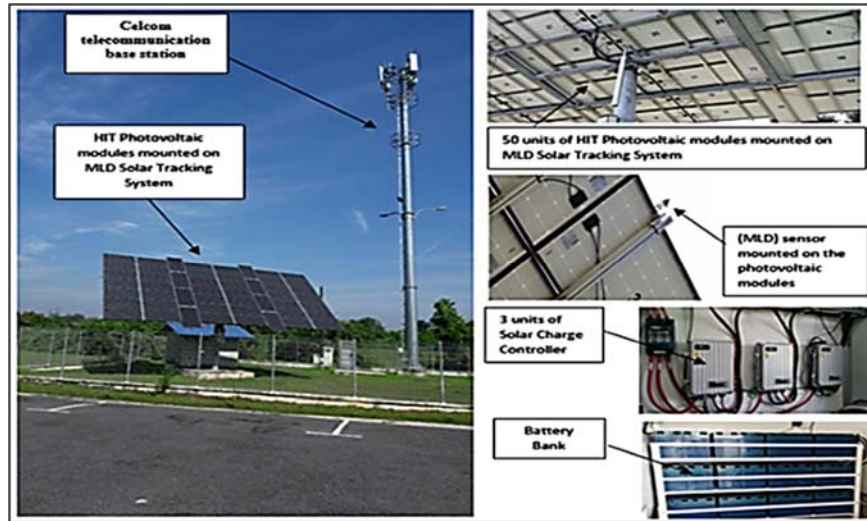 Celcom
telecommunication
base station
HIT Photovoltaic
modules mounted on
MLD Solar Tracking
System
50 units of HIT Photovoltaic modules mounted on
MLD Solar Tracking System
(MLD) sensor
mounted on the
photovoltaic
modules
3 units of
Solar Charge
Controller
Battery
Bank